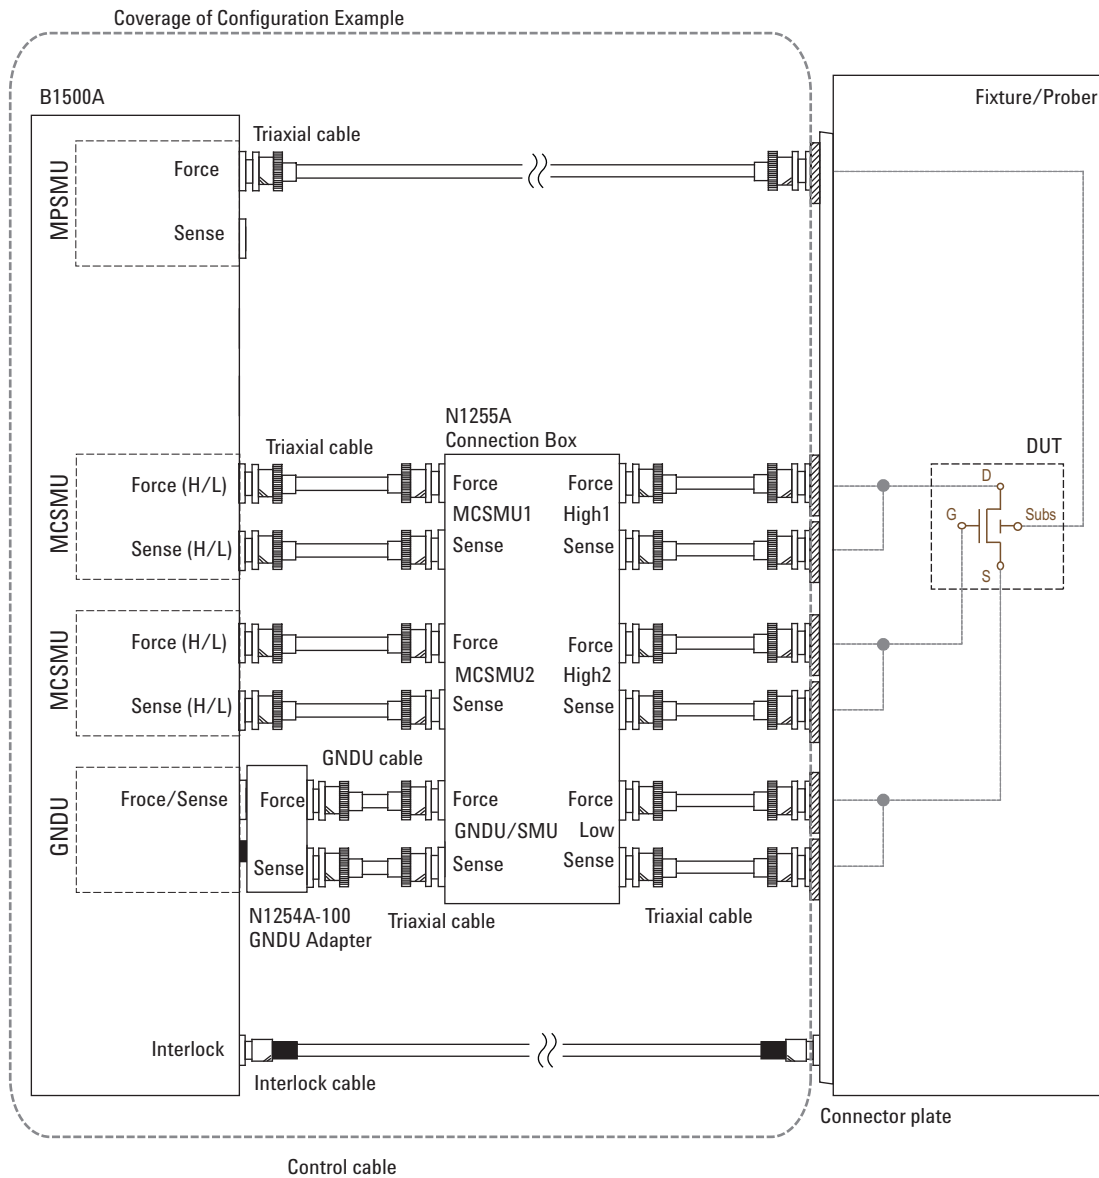 Coverage of Configuration Example
B1500A
Fixture/Prober
MPSMU
Force
Sense
Triaxial cable
N1255A
Connection Box
Triaxial cable
MCSMU
Force (H/L)
Sense (H/L)
Force
MCSMU1
Sense
Force
High1
Sense
DUT
D
G
Subs
S
MCSMU
Force (H/L)
Sense (H/L)
Force
MCSMU2
Sense
Force
High2
Sense
GNDU cable
GNDU
Froce/Sense
Force
Sense
Force
GNDU/SMU
Sense
Force
Low
Sense
N1254A-100
GNDU Adapter
Triaxial cable
Triaxial cable
Interlock
Interlock cable
Connector plate
Control cable